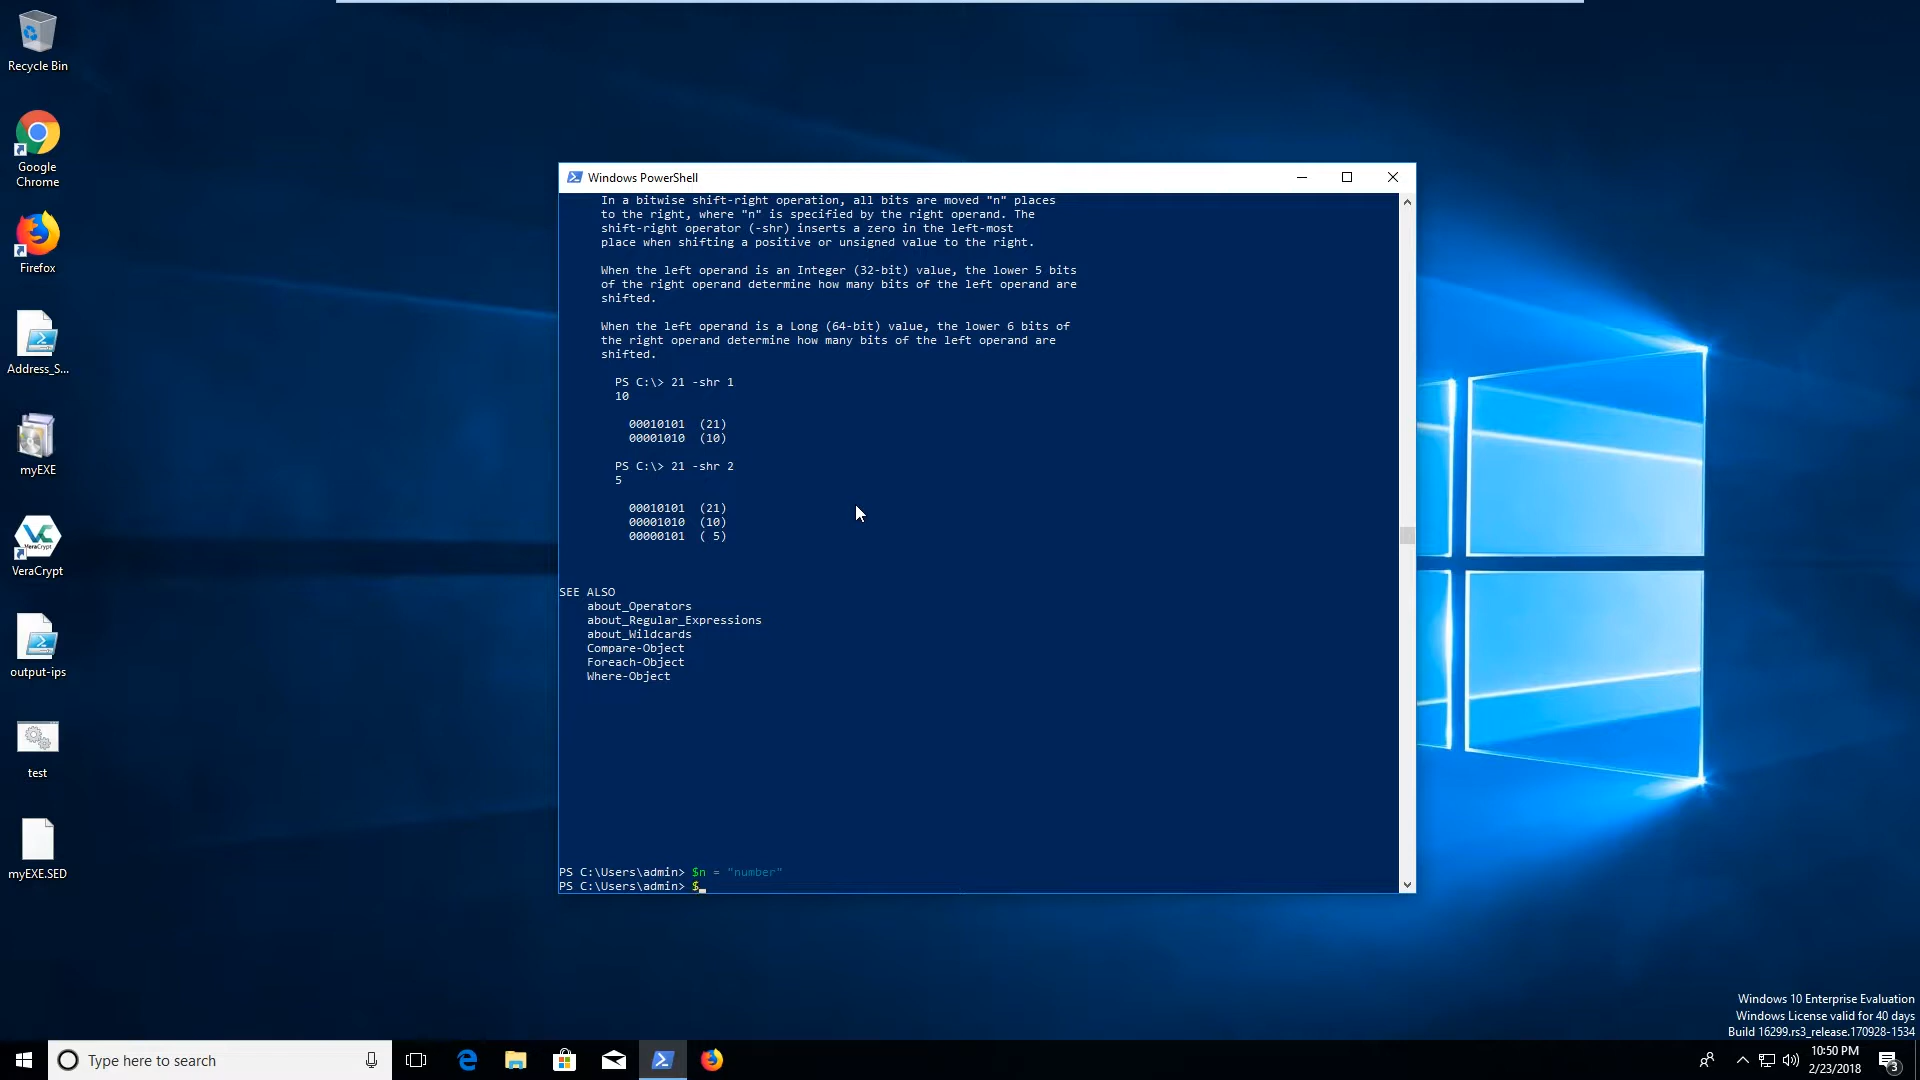 Recycle Bin
Google
Chrome
Firefox
Address_S...
myEXE
VeraCrypt
VeraCrypt
output-ips
test
myEXE.SED
Windows PowerShell
In a bitwise shift-right operation, all bits are moved "n" places
to the right, where "n" is specified by the right operand. The
shift-right operator (-shr) inserts a zero in the left-most
place when shifting a positive or unsigned value to the right.
When the left operand is an Integer (32-bit) value, the lower 5 bits
of the right operand determine how many bits of the left operand are
shifted.
When the left operand is a Long (64-bit) value, the lower 6 bits of
the right operand determine how many bits of the left operand are
shifted.
PS C:\> 21 -shr 1
10
00010101  (21)
00001010  (10)
PS C:\> 21 -shr 2
5
00010101  (21)
00001010  (10)
00000101  ( 5)
SEE ALSO
about_Operators
about_Regular_Expressions
about_Wildcards
Compare-Object
Foreach-Object
Where-Object
PS C:\Users\admin> $n = "number"
PS C:\Users\admin> $_
Windows 10 Enterprise Evaluation
Windows License valid for 40 days
Build 16299.rs3_release.170928-1534
Type here to search
10:50 PM
2/23/2018
3